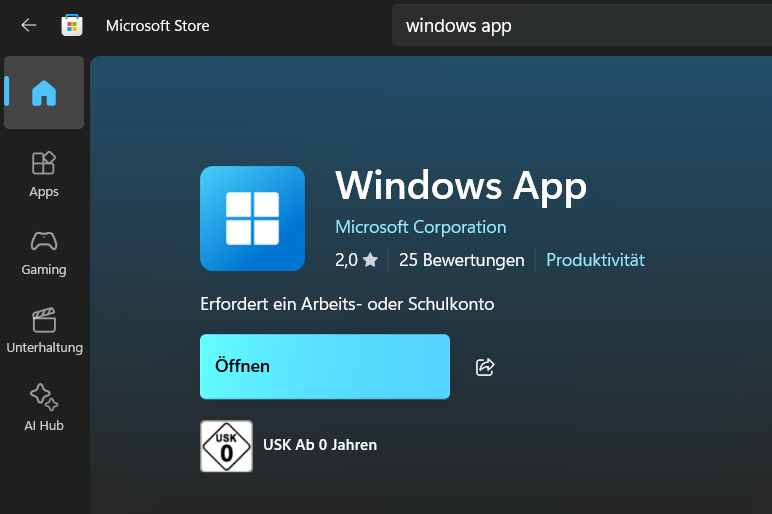 Microsoft Store
windows app
Apps
Gaming
Unterhaltung
AI Hub
Windows App
Microsoft Corporation
2,0 25 Bewertungen Produktivität
Erfordert ein Arbeits- oder Schulkonto
Öffnen
USK
0
USK Ab 0 Jahren